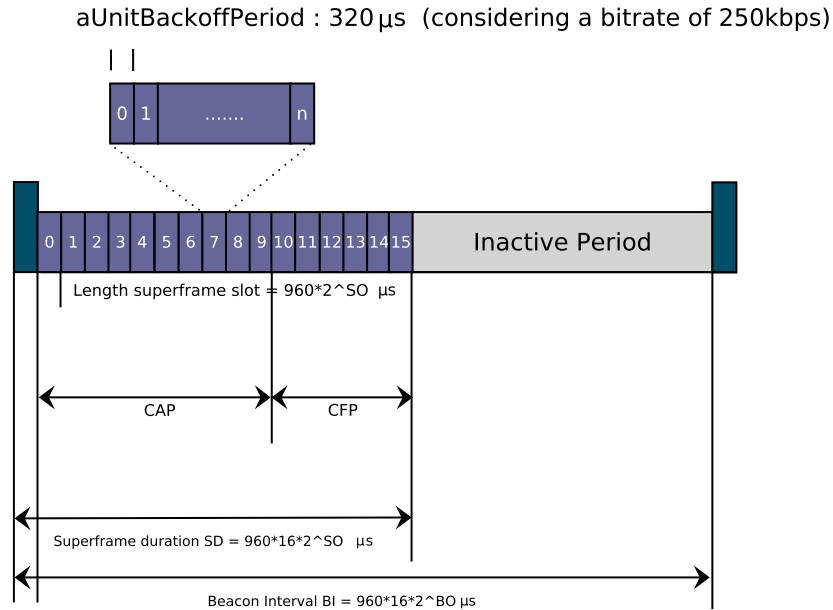 aUnitBackoffPeriod : 320 µs (considering a bitrate of 250kbps)
0 1 ....... n
0 1 2 3 4 5 6 7 8 9 10 11 12 13 14 15 Inactive Period
Length superframe slot = 960*2^SO µs
CAP CFP
Superframe duration SD = 960*16*2^SO µs
Beacon Interval BI = 960*16*2^BO µs